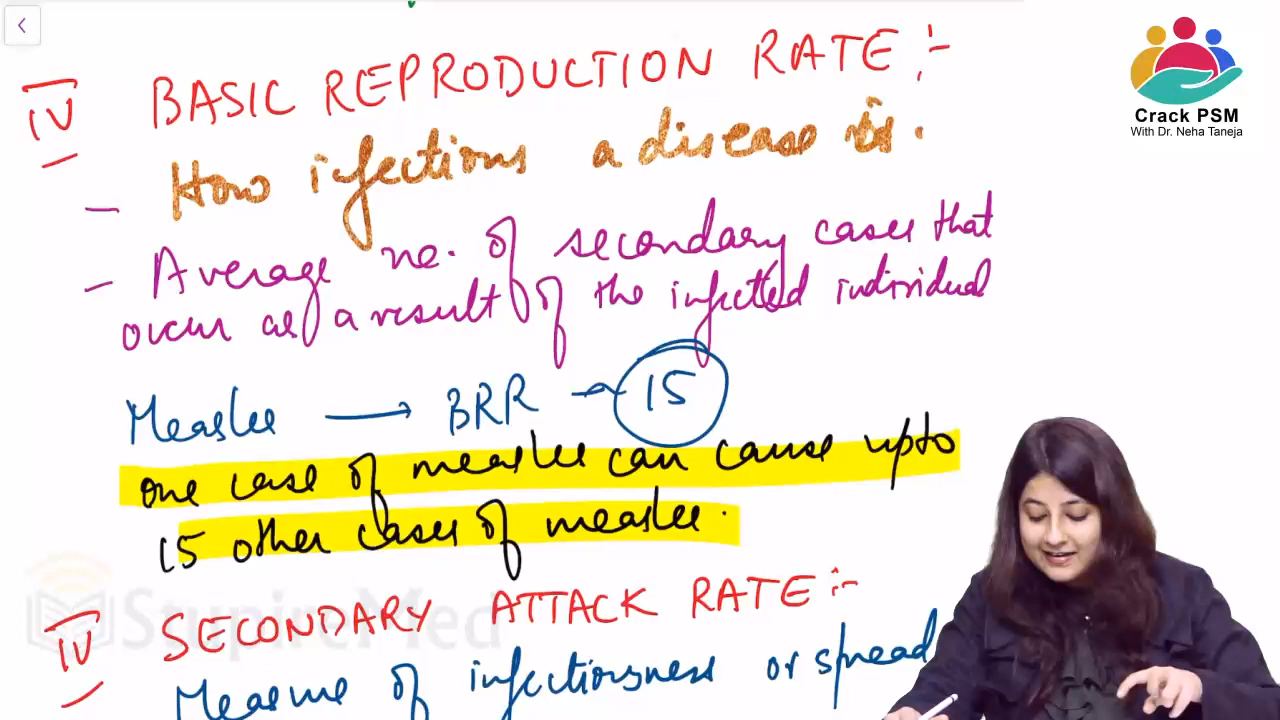 IV BASIC REPRODUCTION RATE :-
Crack PSM
With Dr. Neha Taneja
- How infections a disease is.
- Average no. of secondary cases that
occur as a result of the infected individual
Measles → BRR → 15
one case of measles can cause upto
15 other cases of measles.
StupireMed
IV SECONDARY ATTACK RATE :-
Measure of infectiousness or spread